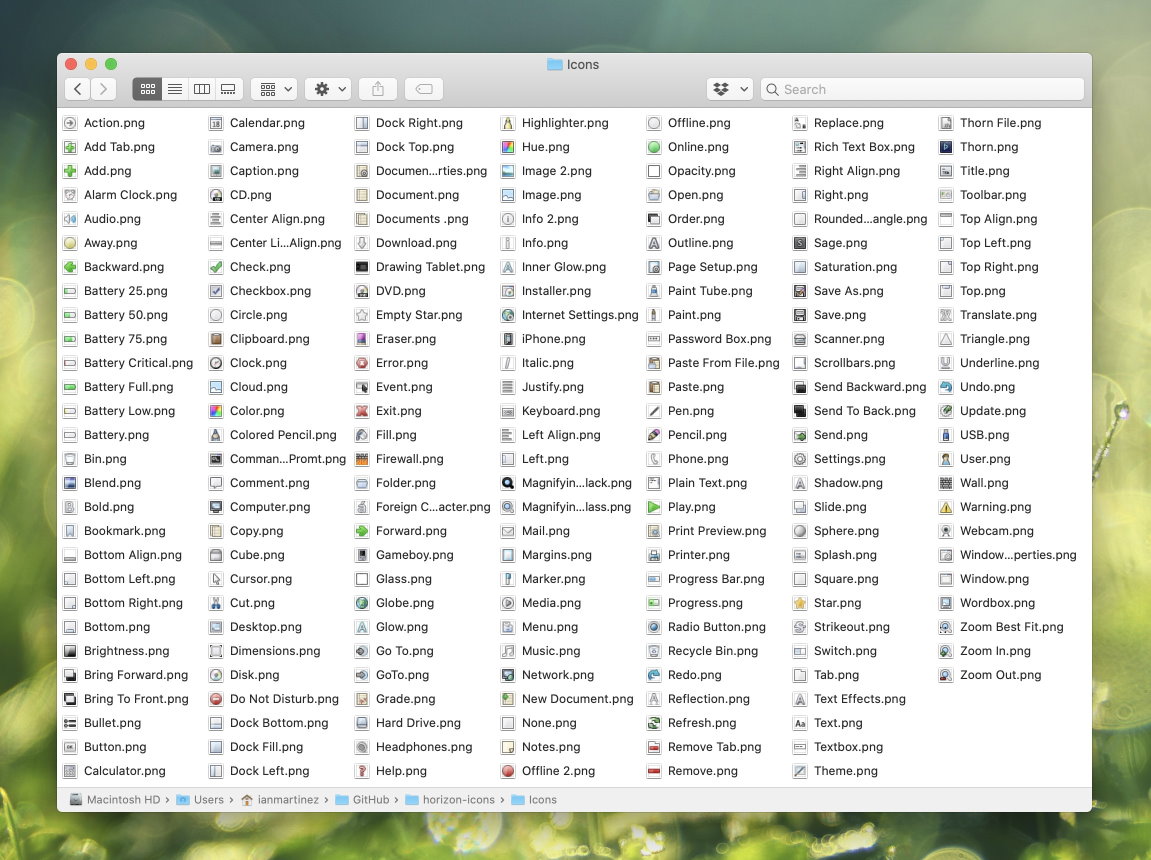 Icons
Search
Action.png
Add Tab.png
Add.png
Alarm Clock.png
Audio.png
Away.png
Backward.png
Battery 25.png
Battery 50.png
Battery 75.png
Battery Critical.png
Battery Full.png
Battery Low.png
Battery.png
Bin.png
Blend.png
Bold.png
Bookmark.png
Bottom Align.png
Bottom Left.png
Bottom Right.png
Bottom.png
Brightness.png
Bring Forward.png
Bring To Front.png
Bullet.png
Button.png
Calculator.png
Calendar.png
Camera.png
Caption.png
CD.png
Center Align.png
Center Li...Align.png
Check.png
Checkbox.png
Circle.png
Clipboard.png
Clock.png
Cloud.png
Color.png
Colored Pencil.png
Comman...Promt.png
Comment.png
Computer.png
Copy.png
Cube.png
Cursor.png
Cut.png
Desktop.png
Dimensions.png
Disk.png
Do Not Disturb.png
Dock Bottom.png
Dock Fill.png
Dock Left.png
Dock Right.png
Dock Top.png
Documen...rties.png
Document.png
Documents .png
Download.png
Drawing Tablet.png
DVD.png
Empty Star.png
Eraser.png
Error.png
Event.png
Exit.png
Fill.png
Firewall.png
Folder.png
Foreign C...acter.png
Forward.png
Gameboy.png
Glass.png
Globe.png
Glow.png
Go To.png
GoTo.png
Grade.png
Hard Drive.png
Headphones.png
Help.png
Highlighter.png
Hue.png
Image 2.png
Image.png
Info 2.png
Info.png
Inner Glow.png
Installer.png
Internet Settings.png
iPhone.png
Italic.png
Justify.png
Keyboard.png
Left Align.png
Left.png
Magnifyin...lack.png
Magnifyin...lass.png
Mail.png
Margins.png
Marker.png
Media.png
Menu.png
Music.png
Network.png
New Document.png
None.png
Notes.png
Offline 2.png
Offline.png
Online.png
Opacity.png
Open.png
Order.png
Outline.png
Page Setup.png
Paint Tube.png
Paint.png
Password Box.png
Paste From File.png
Paste.png
Pen.png
Pencil.png
Phone.png
Plain Text.png
Play.png
Print Preview.png
Printer.png
Progress Bar.png
Progress.png
Radio Button.png
Recycle Bin.png
Redo.png
Reflection.png
Refresh.png
Remove Tab.png
Remove.png
Replace.png
Rich Text Box.png
Right Align.png
Right.png
Rounded...angle.png
Sage.png
Saturation.png
Save As.png
Save.png
Scanner.png
Scrollbars.png
Send Backward.png
Send To Back.png
Send.png
Settings.png
Shadow.png
Slide.png
Sphere.png
Splash.png
Square.png
Star.png
Strikeout.png
Switch.png
Tab.png
Text Effects.png
Text.png
Textbox.png
Theme.png
Thorn File.png
Thorn.png
Title.png
Toolbar.png
Top Align.png
Top Left.png
Top Right.png
Top.png
Translate.png
Triangle.png
Underline.png
Undo.png
Update.png
USB.png
User.png
Wall.png
Warning.png
Webcam.png
Window...perties.png
Window.png
Wordbox.png
Zoom Best Fit.png
Zoom In.png
Zoom Out.png
Macintosh HD › Users › ianmartinez › GitHub › horizon-icons › Icons